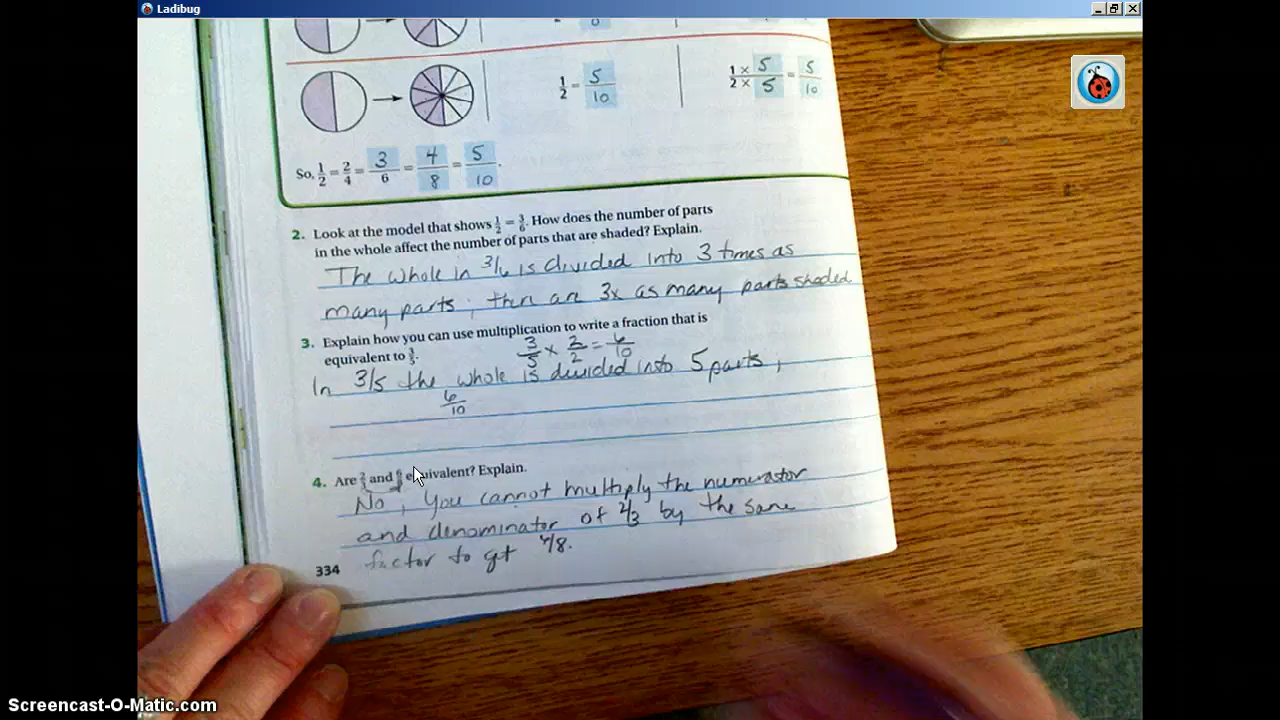 Ladibug
1/2 = 5/10
1 × 5 / 2 × 5 = 5/10
So, 1/2 = 2/4 = 3/6 = 4/8 = 5/10.
2. Look at the model that shows 1/2 = 3/6. How does the number of parts
in the whole affect the number of parts that are shaded? Explain.
The whole in 3/6 is divided into 3 times as
many parts, then are 3x as many parts shaded
3. Explain how you can use multiplication to write a fraction that is
equivalent to 3/5.
3/5 × 2/2 = 6/10
In 3/5 the whole is divided into 5 parts,
6/10
4. Are 2/3 and 6/8 equivalent? Explain.
No, You cannot multiply the numerator
and denominator of 2/3 by the same
factor to get /8.
334
Screencast-O-Matic.com